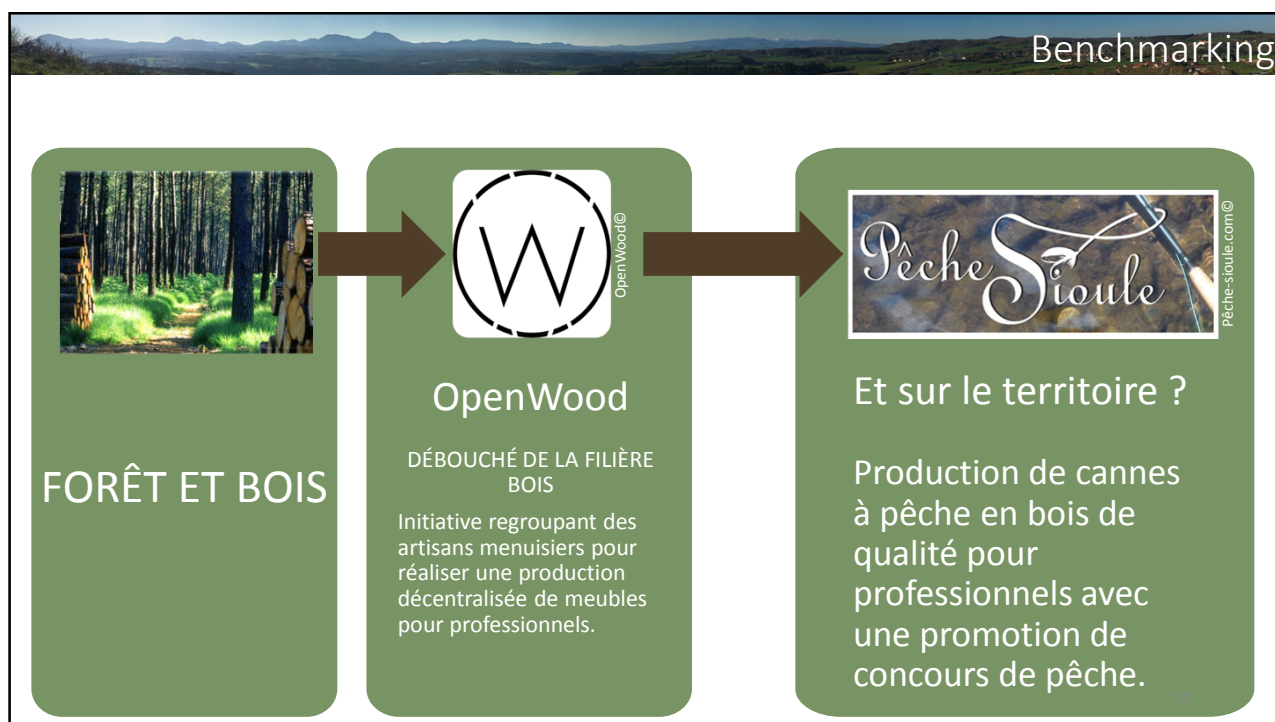 Benchmarking
FORÊT ET BOIS
W
OpenWood©
OpenWood
DÉBOUCHÉ DE LA FILIÈRE
BOIS
Initiative regroupant des
artisans menuisiers pour
réaliser une production
décentralisée de meubles
pour professionnels.
Pêche Sioule
Pêche-sioule.com©
Et sur le territoire ?
Production de cannes
à pêche en bois de
qualité pour
professionnels avec
une promotion de
concours de pêche.